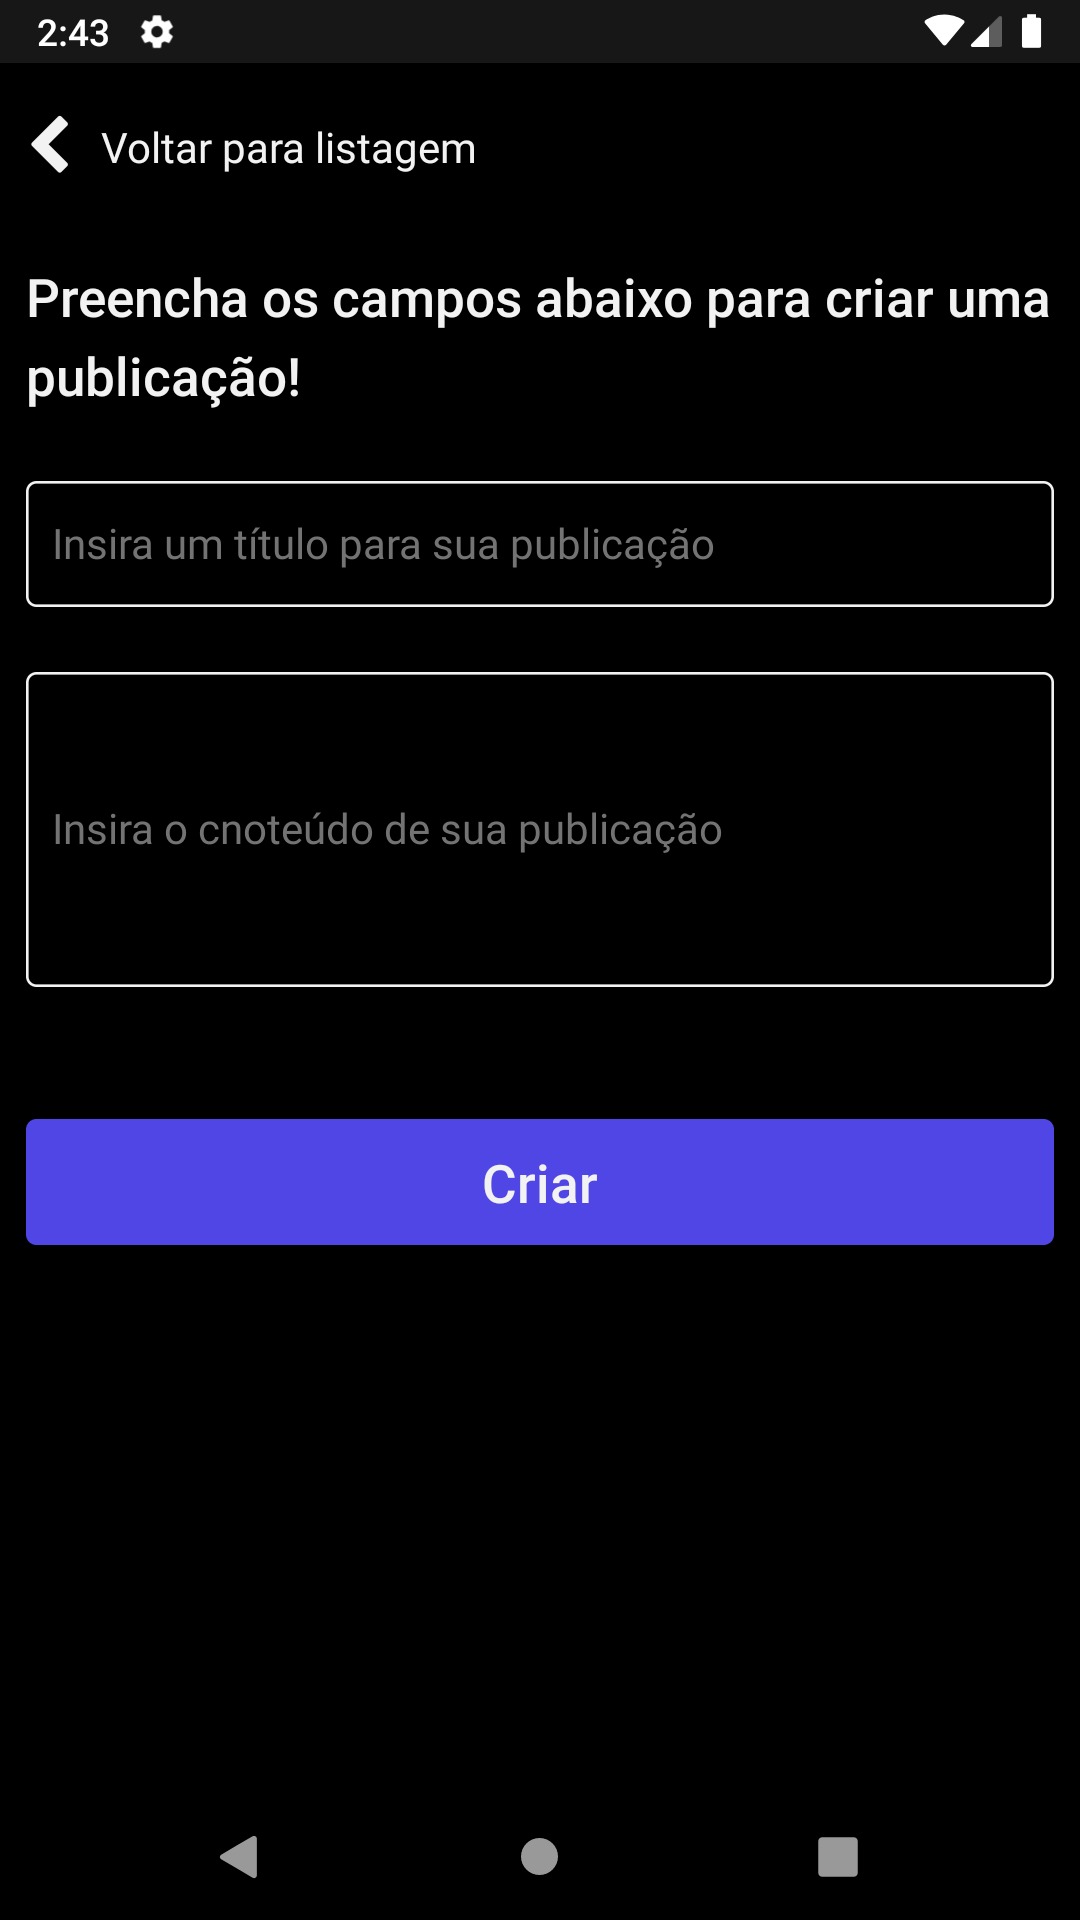 2:43
Voltar para listagem
Preencha os campos abaixo para criar uma
publicação!
Insira um título para sua publicação
Insira o cnoteúdo de sua publicação
Criar